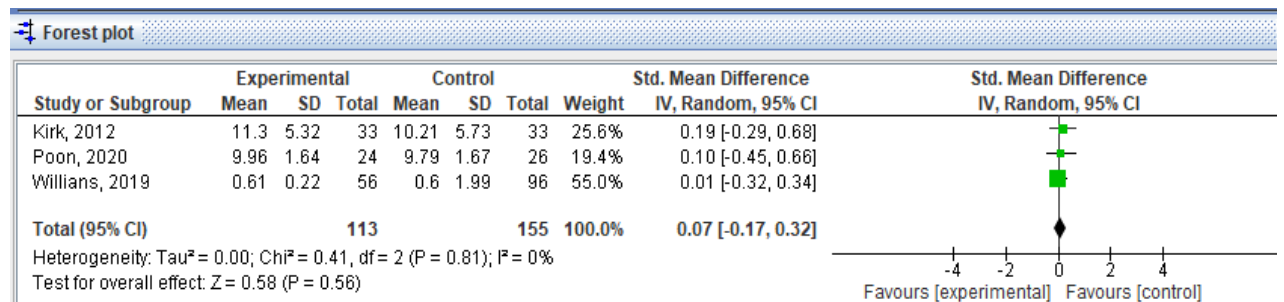 Forest plot
Experimental Control Std. Mean Difference Std. Mean Difference
Study or Subgroup Mean SD Total Mean SD Total Weight IV, Random, 95% CI IV, Random, 95% CI
Kirk, 2012 11.3 5.32 33 10.21 5.73 33 25.6% 0.19 [-0.29, 0.68]
Poon, 2020 9.96 1.64 24 9.79 1.67 26 19.4% 0.10 [-0.45, 0.66]
Willians, 2019 0.61 0.22 56 0.6 1.99 96 55.0% 0.01 [-0.32, 0.34]
Total (95% CI) 113 155 100.0% 0.07 [-0.17, 0.32]
Heterogeneity: Tau² = 0.00; Chi² = 0.41, df = 2 (P = 0.81); I² = 0%
Test for overall effect: Z = 0.58 (P = 0.56)
-4 -2 0 2 4
Favours [experimental] Favours [control]